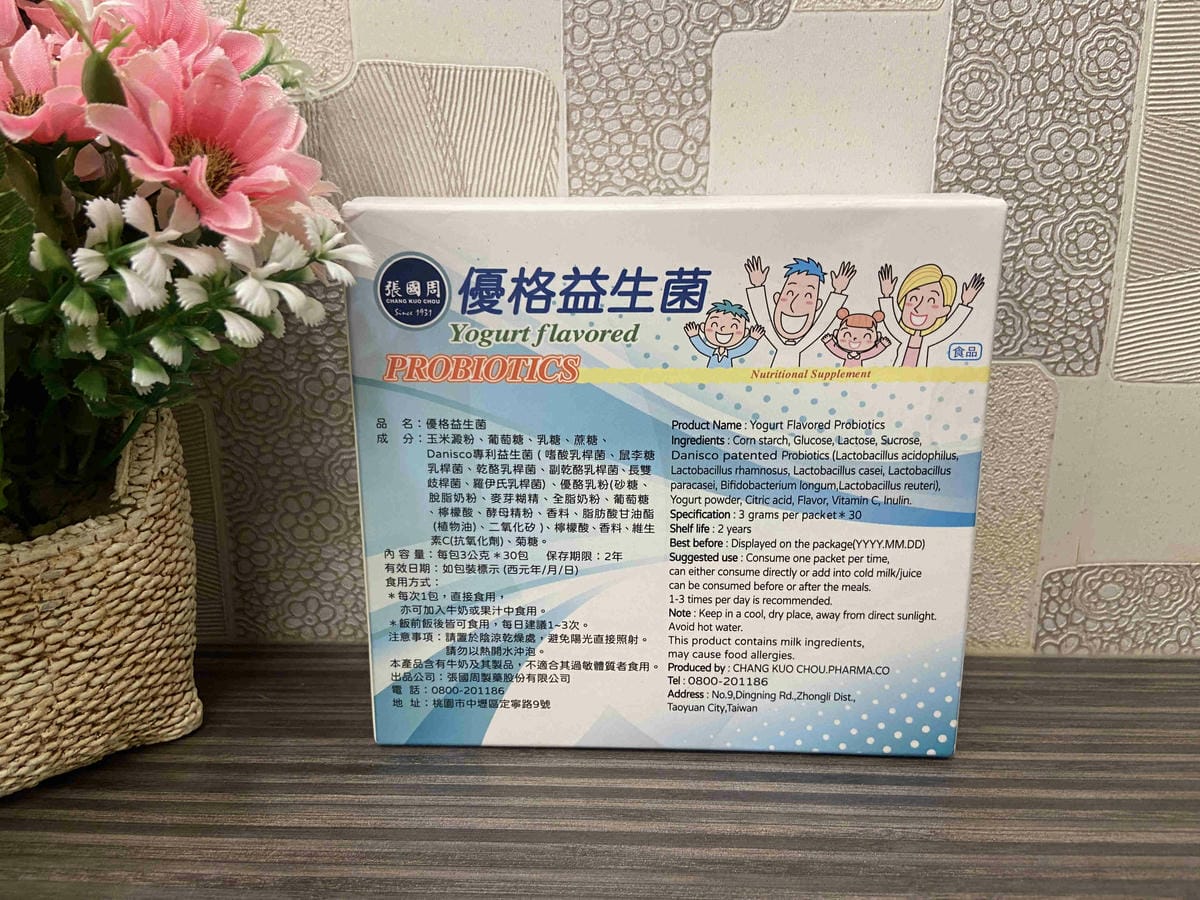 張國周
CHANG KUO CHOU
Since 1931
優格益生菌
Yogurt flavored
PROBIOTICS
Nutritional Supplement
食品
品　名：優格益生菌
成　分：玉米澱粉、葡萄糖、乳糖、蔗糖、
Danisco專利益生菌 ( 嗜酸乳桿菌、鼠李糖
乳桿菌、乾酪乳桿菌、副乾酪乳桿菌、長雙
歧桿菌、羅伊氏乳桿菌) 、優酪乳粉(砂糖、
脫脂奶粉、麥芽糊精、全脂奶粉、葡萄糖
、檸檬酸、酵母精粉、香料、脂肪酸甘油酯
(植物油)、二氧化矽 )、檸檬酸、香料、維生
素C(抗氧化劑)、菊糖。
內 容 量：每包3公克＊30包　保存期限：2年
有效日期：如包裝標示 (西元年/月/日)
食用方式：
＊每次1包，直接食用，
亦可加入牛奶或果汁中食用。
＊飯前飯後皆可食用，每日建議1~3次。
注意事項：請置於陰涼乾燥處，避免陽光直接照射。
請勿以熱開水沖泡。
本產品含有牛奶及其製品，不適合其過敏體質者食用。
出品公司：張國周製藥股份有限公司
電　話：0800-201186
地　址：桃園市中壢區定寧路9號
Product Name : Yogurt Flavored Probiotics
Ingredients : Corn starch, Glucose, Lactose, Sucrose,
Danisco patented Probiotics (Lactobacillus acidophilus,
Lactobacillus rhamnosus, Lactobacillus casei, Lactobacillus
paracasei, Bifidobacterium longum,Lactobacillus reuteri),
Yogurt powder, Citric acid, Flavor, Vitamin C, Inulin.
Specification : 3 grams per packet＊30
Shelf life : 2 years
Best before : Displayed on the package(YYYY.MM.DD)
Suggested use : Consume one packet per time,
can either consume directly or add into cold milk/juice
can be consumed before or after the meals.
1-3 times per day is recommended.
Note : Keep in a cool, dry place, away from direct sunlight.
Avoid hot water.
This product contains milk ingredients,
may cause food allergies.
Produced by : CHANG KUO CHOU.PHARMA.CO
Tel : 0800-201186
Address : No.9,Dingning Rd.,Zhongli Dist.,
Taoyuan City,Taiwan